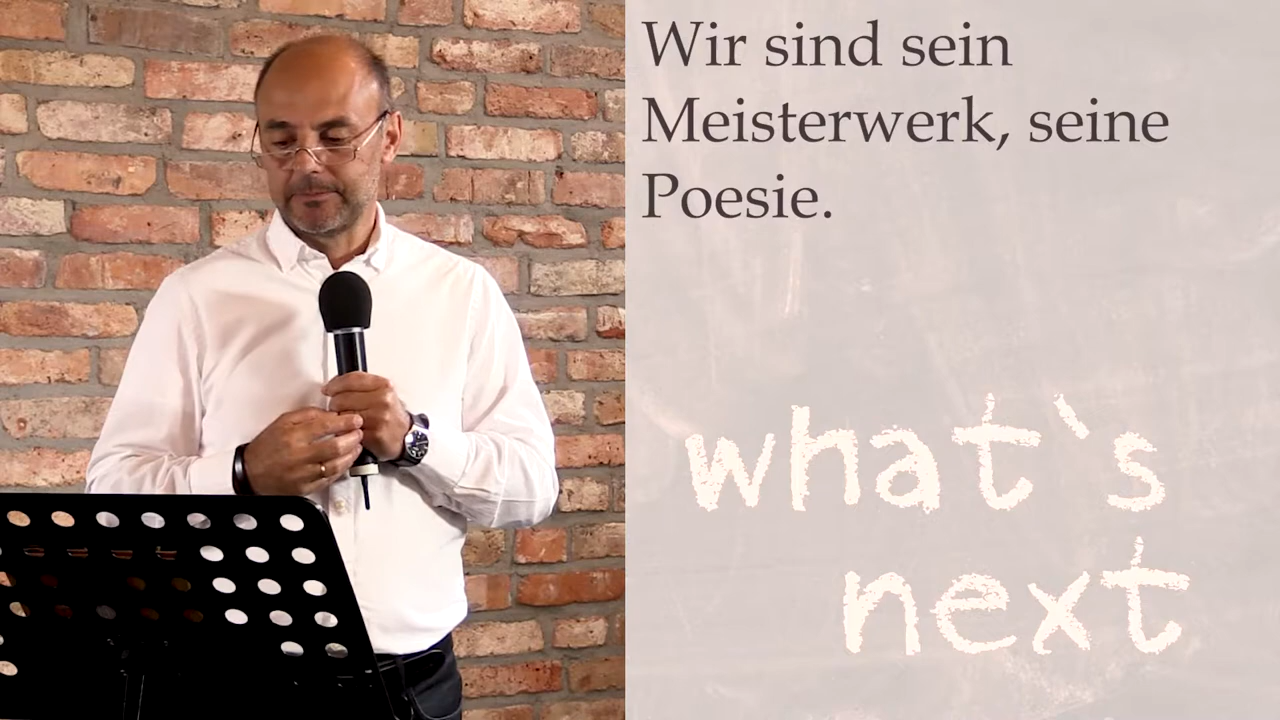 Wir sind sein
Meisterwerk, seine
Poesie.
what`s
next